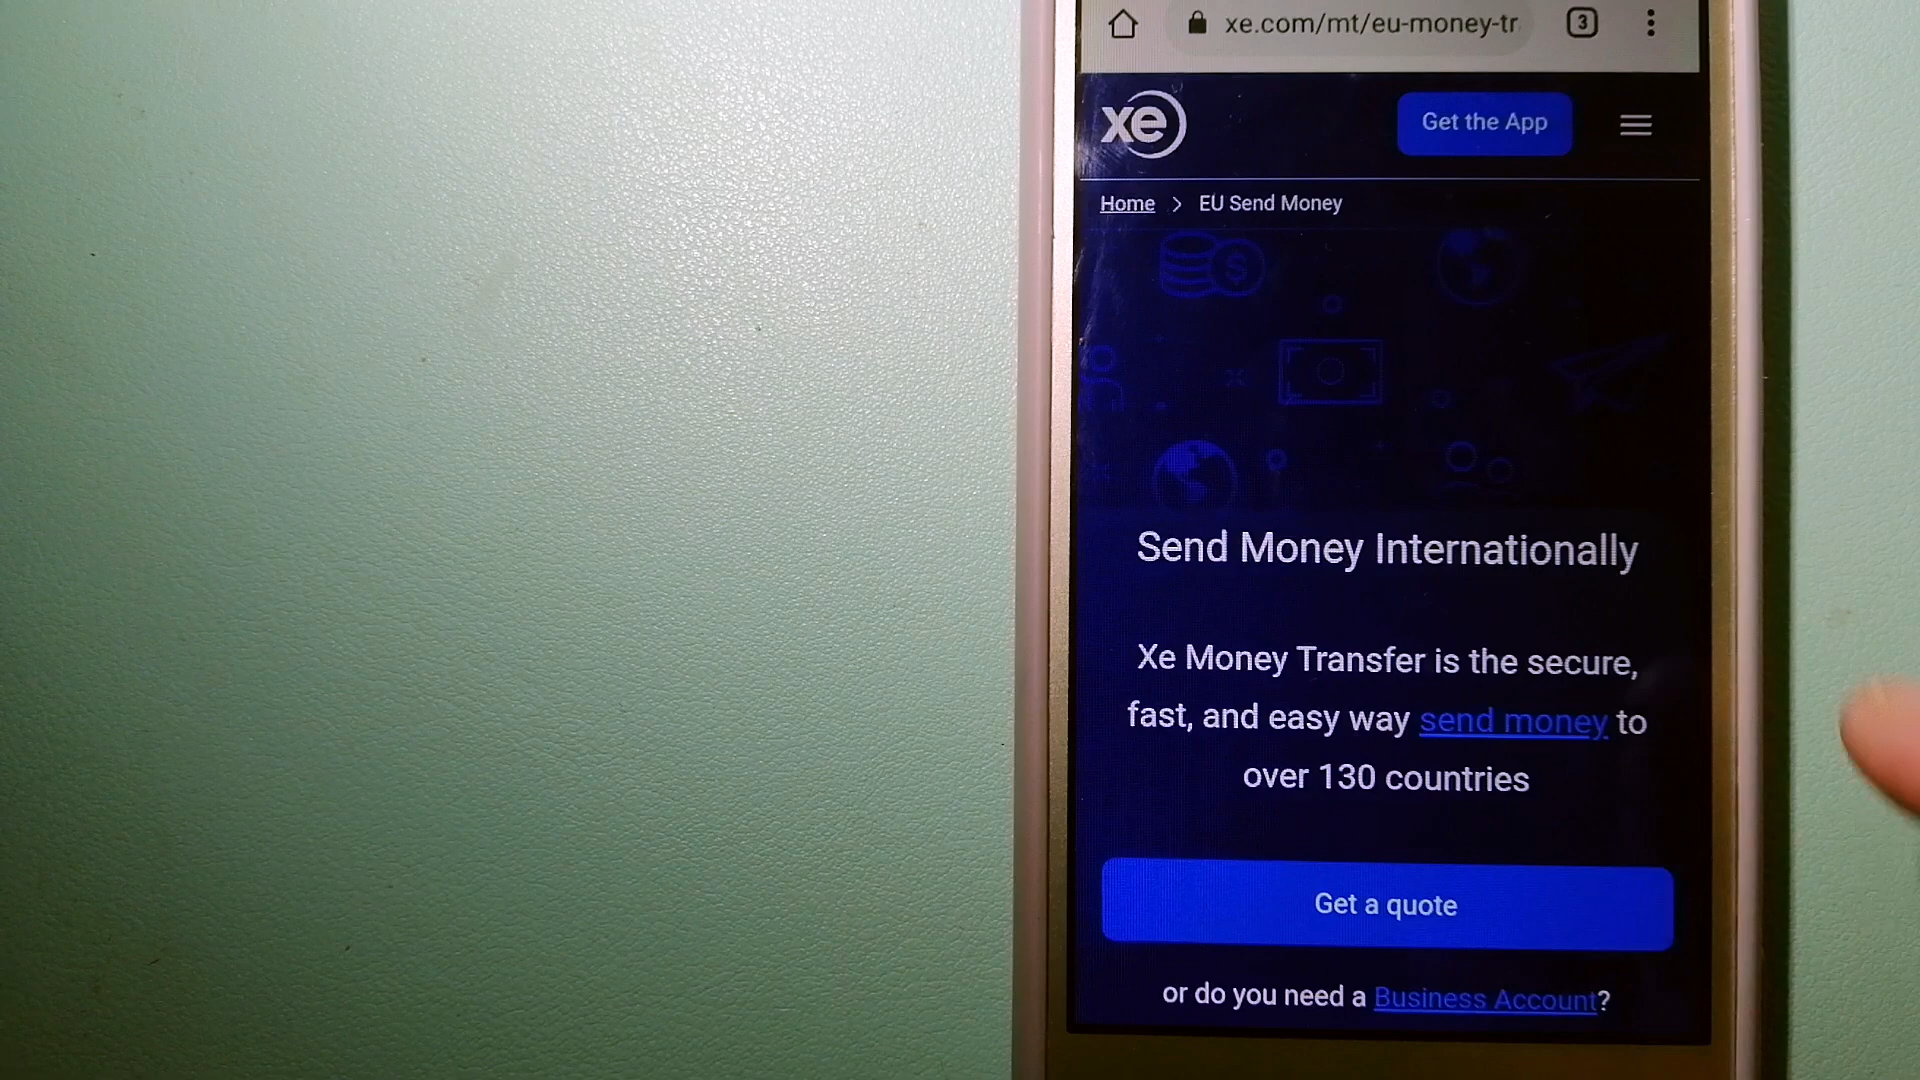 3
xe.com/mt/eu-money-tr
xe
Get the App
Home > EU Send Money
$
Send Money Internationally
Xe Money Transfer is the secure,
fast, and easy way send money to
over 130 countries
Get a quote
or do you need a Business Account?